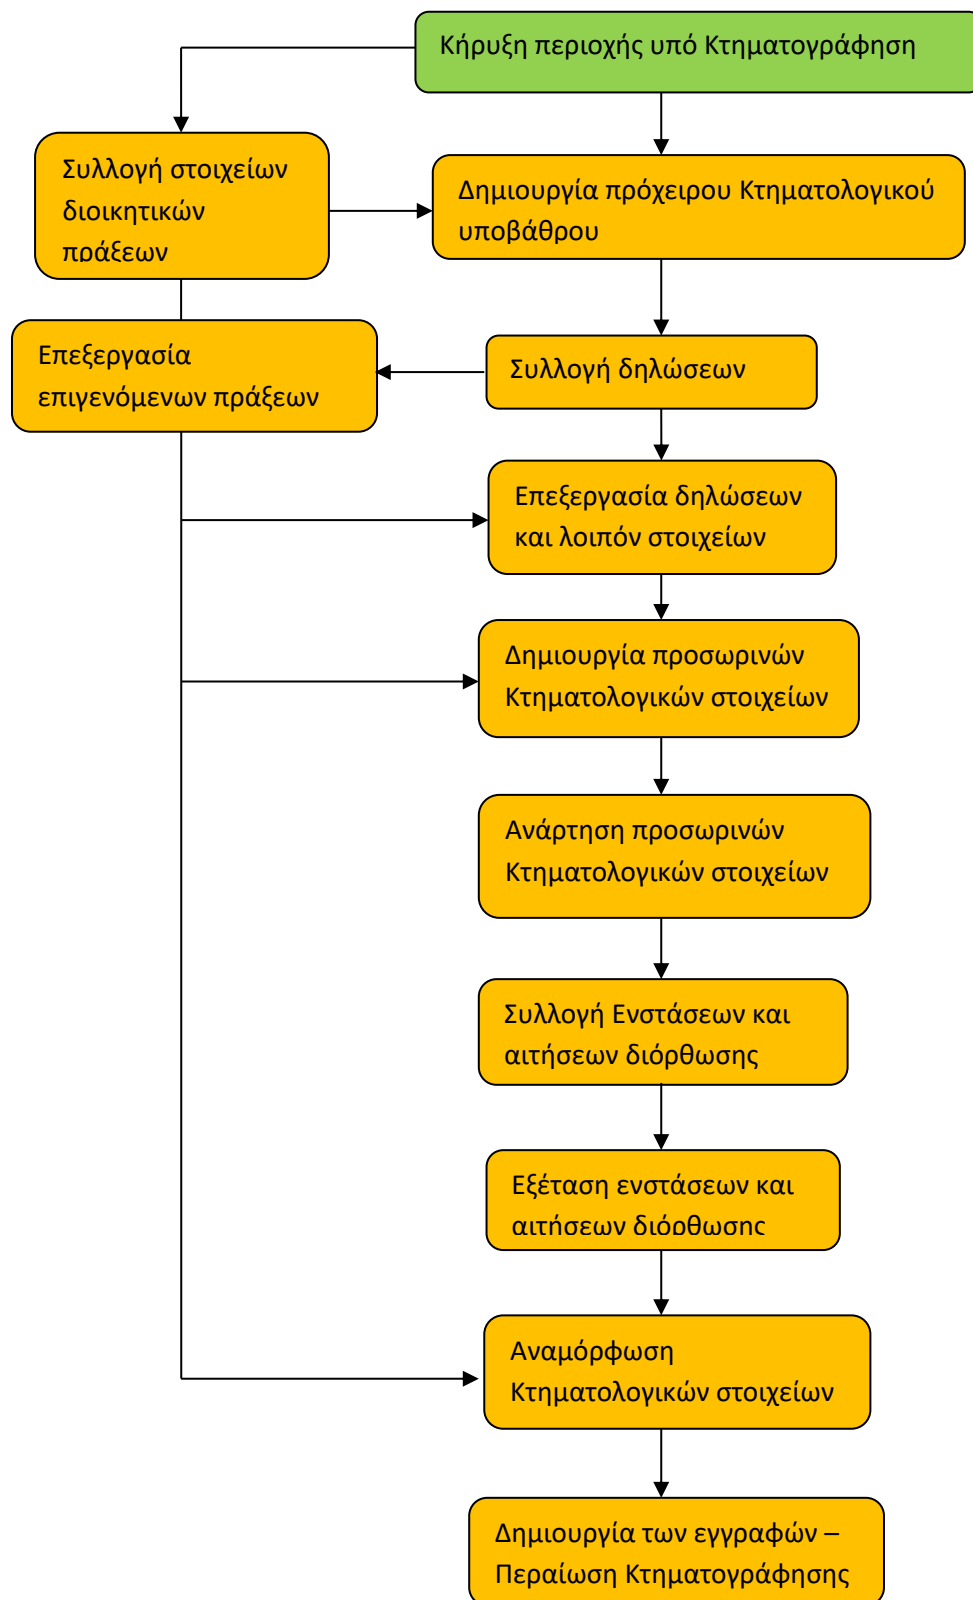 Κήρυξη περιοχής υπό Κτηματογράφηση
Συλλογή στοιχείων
διοικητικών
πράξεων
Δημιουργία πρόχειρου Κτηματολογικού
υποβάθρου
Επεξεργασία
επιγενόμενων πράξεων
Συλλογή δηλώσεων
Επεξεργασία δηλώσεων
και λοιπόν στοιχείων
Δημιουργία προσωρινών
Κτηματολογικών στοιχείων
Ανάρτηση προσωρινών
Κτηματολογικών στοιχείων
Συλλογή Ενστάσεων και
αιτήσεων διόρθωσης
Εξέταση ενστάσεων και
αιτήσεων διόρθωσης
Αναμόρφωση
Κτηματολογικών στοιχείων
Δημιουργία των εγγραφών –
Περαίωση Κτηματογράφησης